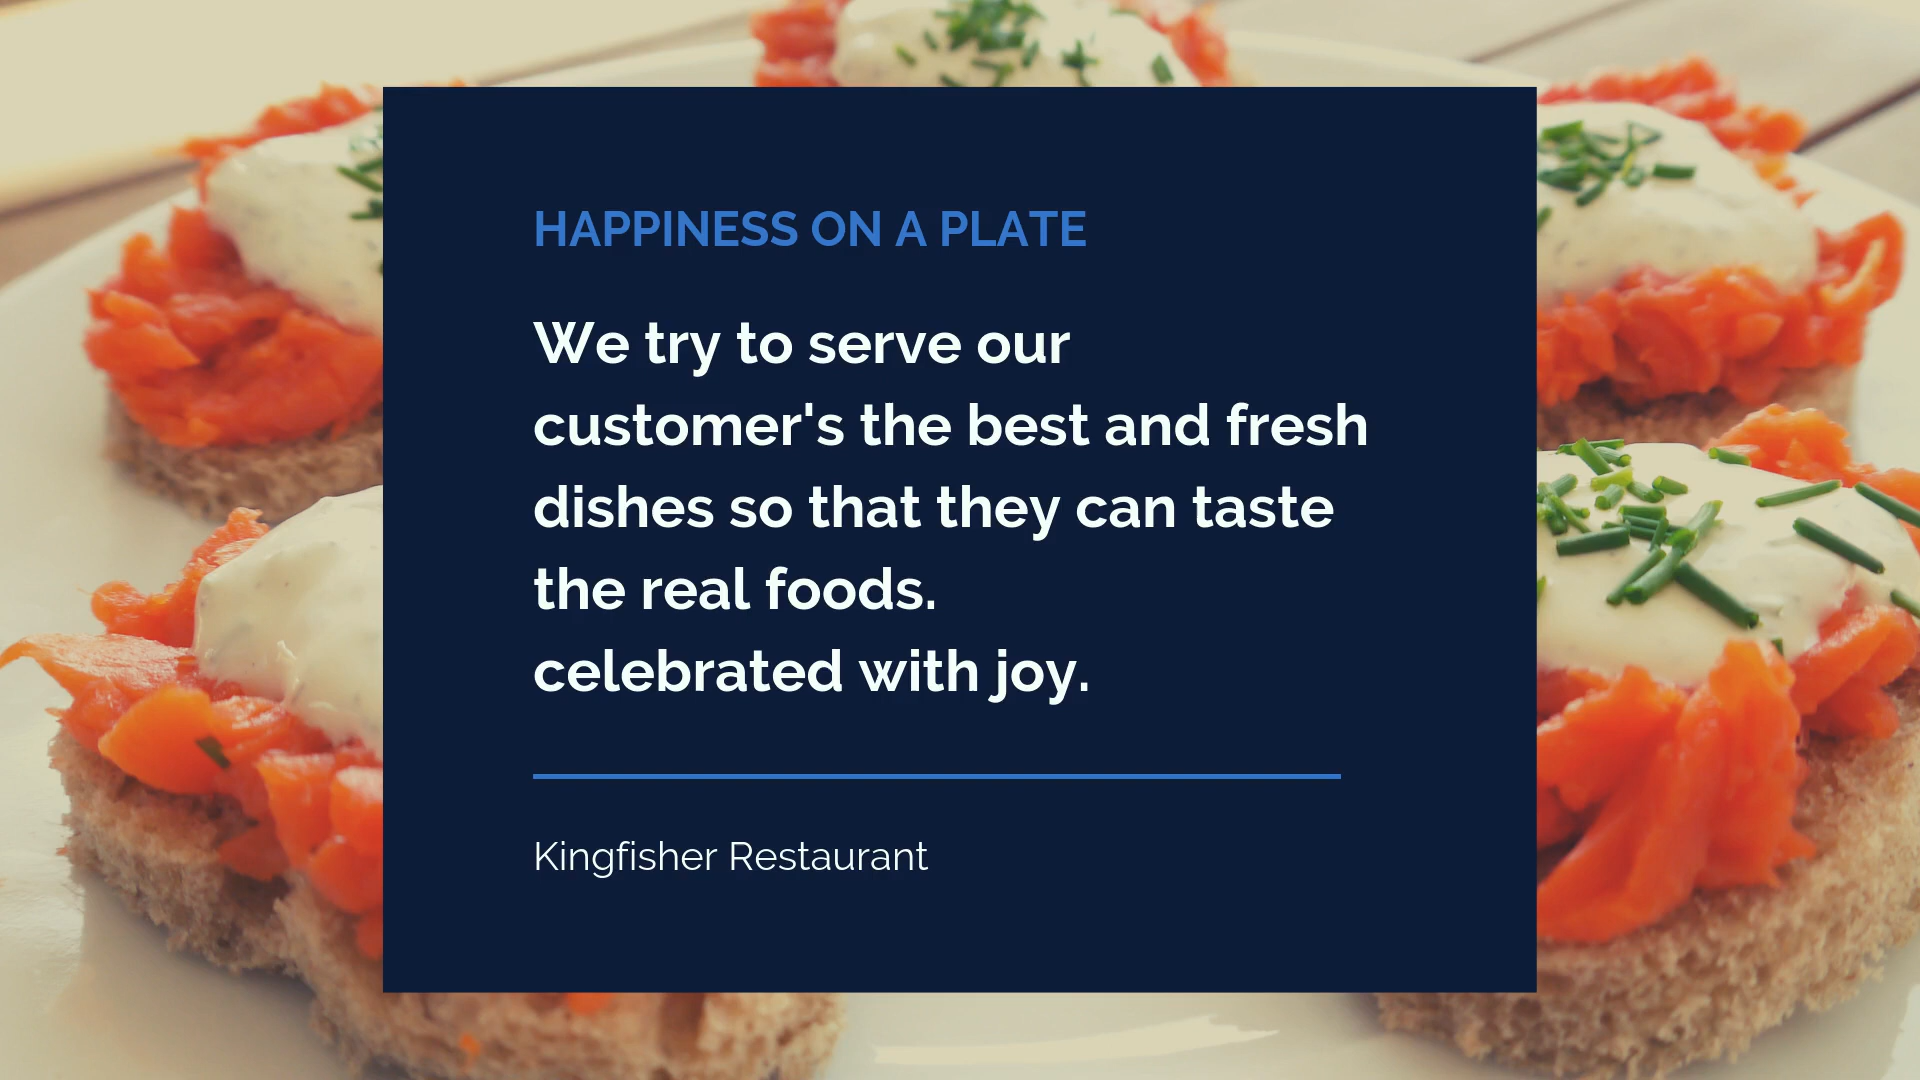 HAPPINESS ON A PLATE
We try to serve our
customer's the best and fresh
dishes so that they can taste
the real foods.
celebrated with joy.
Kingfisher Restaurant